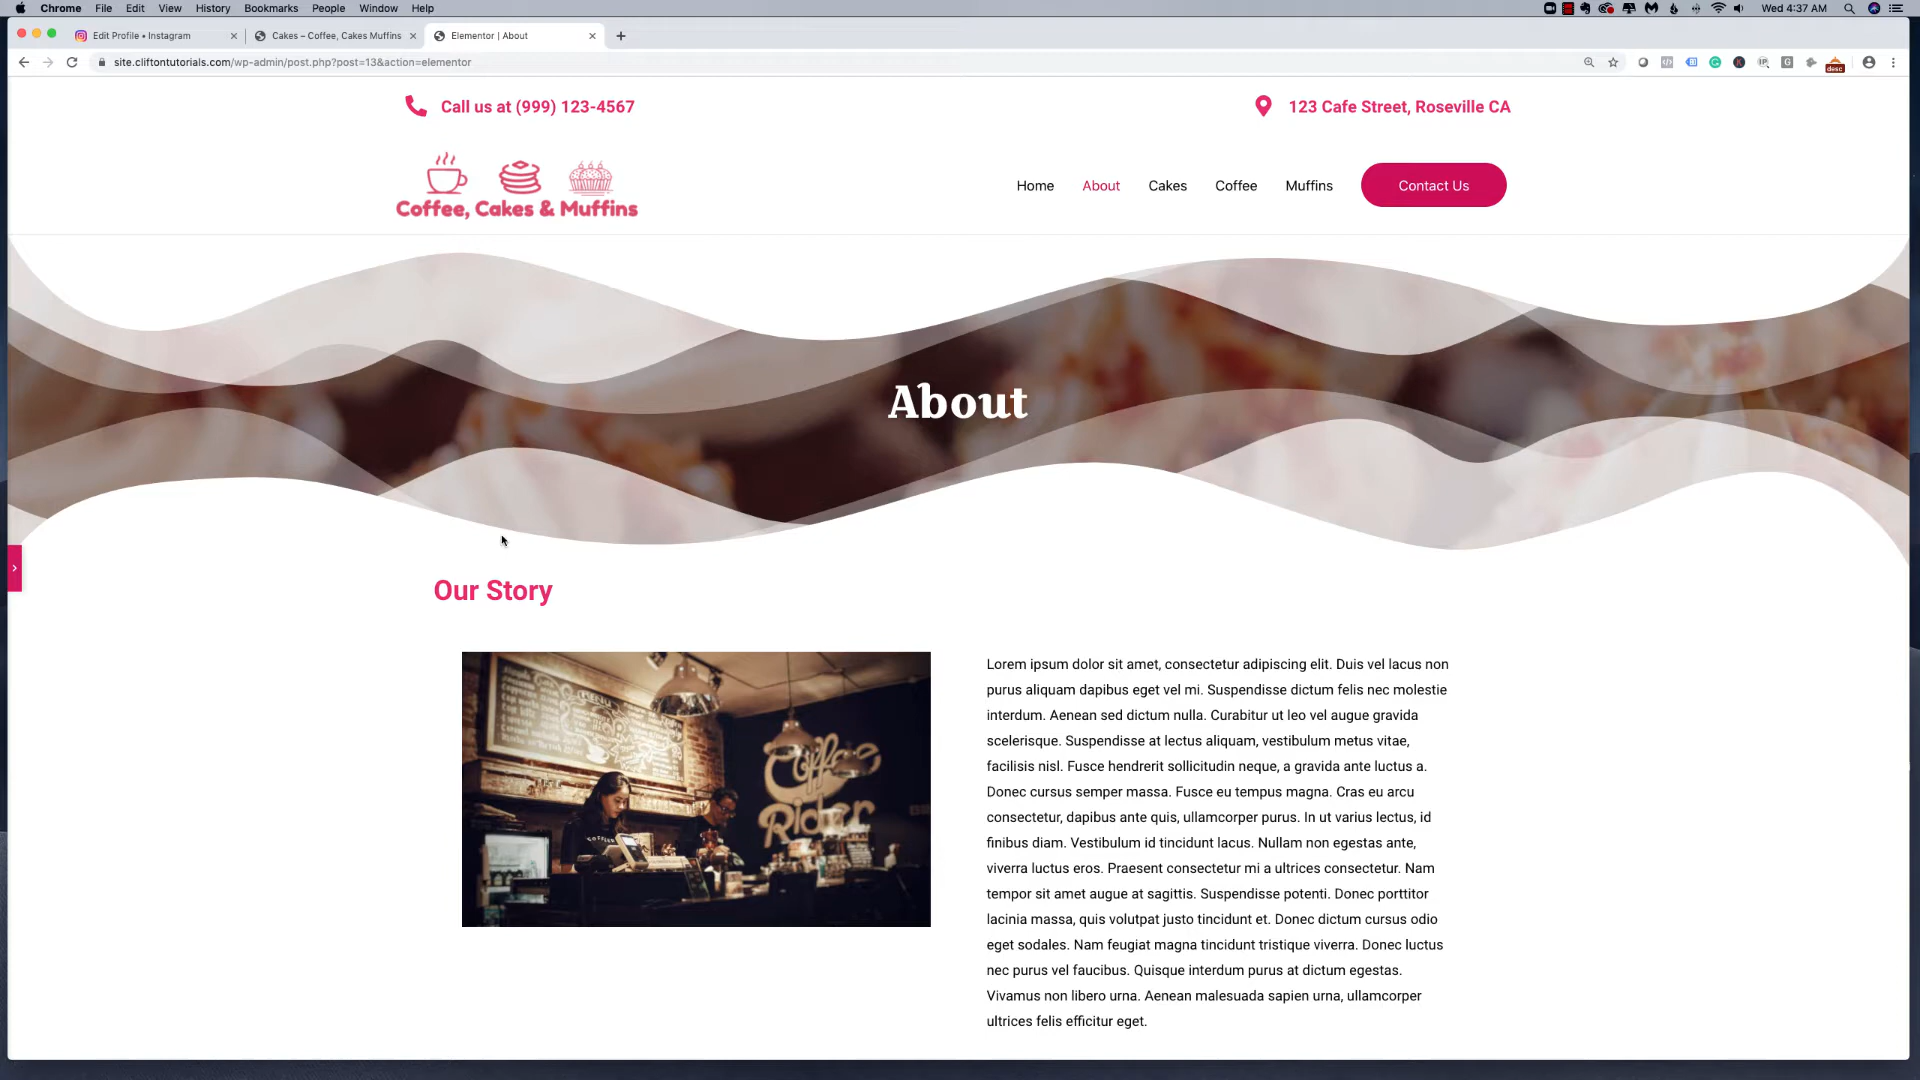 Chrome File Edit View History Bookmarks People Window Help
Wed 4:37 AM
Edit Profile • Instagram
Cakes – Coffee, Cakes Muffins
Elementor | About
site.cliftontutorials.com/wp-admin/post.php?post=13&action=elementor
desc
Call us at (999) 123-4567
123 Cafe Street, Roseville CA
Coffee, Cakes & Muffins
Home About Cakes Coffee Muffins Contact Us
About
Our Story
MENU
Coffee
Rider
Lorem ipsum dolor sit amet, consectetur adipiscing elit. Duis vel lacus non
purus aliquam dapibus eget vel mi. Suspendisse dictum felis nec molestie
interdum. Aenean sed dictum nulla. Curabitur ut leo vel augue gravida
scelerisque. Suspendisse at lectus aliquam, vestibulum metus vitae,
facilisis nisl. Fusce hendrerit sollicitudin neque, a gravida ante luctus a.
Donec cursus semper massa. Fusce eu tempus magna. Cras eu arcu
consectetur, dapibus ante quis, ullamcorper purus. In ut varius lectus, id
finibus diam. Vestibulum id tincidunt lacus. Nullam non egestas ante,
viverra luctus eros. Praesent consectetur mi a ultrices consectetur. Nam
tempor sit amet augue at sagittis. Suspendisse potenti. Donec porttitor
lacinia massa, quis volutpat justo tincidunt et. Donec dictum cursus odio
eget sodales. Nam feugiat magna tincidunt tristique viverra. Donec luctus
nec purus vel faucibus. Quisque interdum purus at dictum egestas.
Vivamus non libero urna. Aenean malesuada sapien urna, ullamcorper
ultrices felis efficitur eget.